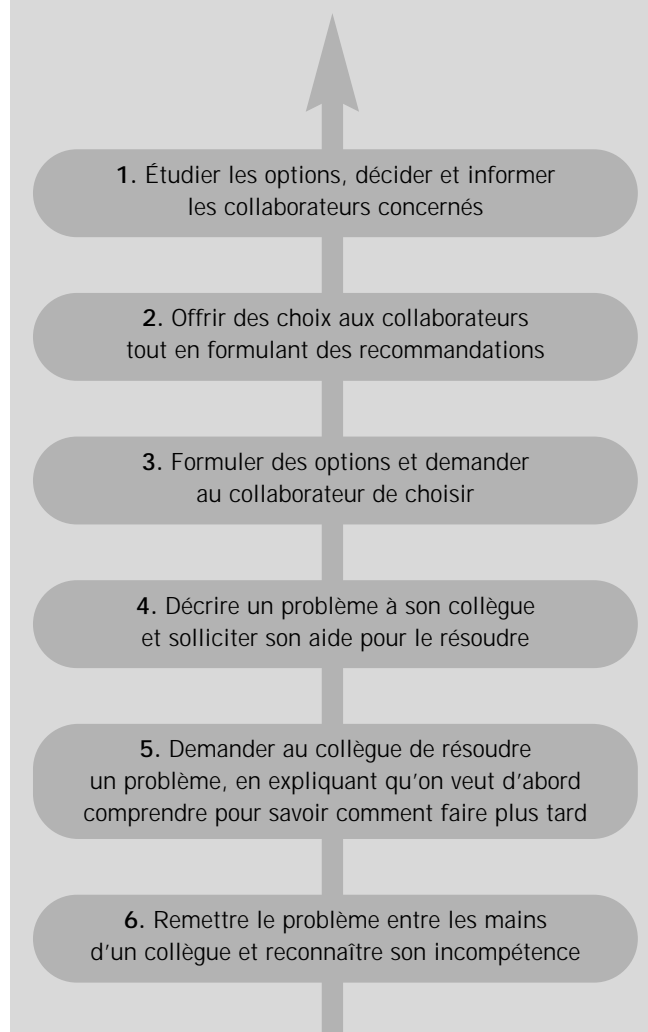 1. Étudier les options, décider et informer
les collaborateurs concernés
2. Offrir des choix aux collaborateurs
tout en formulant des recommandations
3. Formuler des options et demander
au collaborateur de choisir
4. Décrire un problème à son collègue
et solliciter son aide pour le résoudre
5. Demander au collègue de résoudre
un problème, en expliquant qu'on veut d'abord
comprendre pour savoir comment faire plus tard
6. Remettre le problème entre les mains
d'un collègue et reconnaître son incompétence